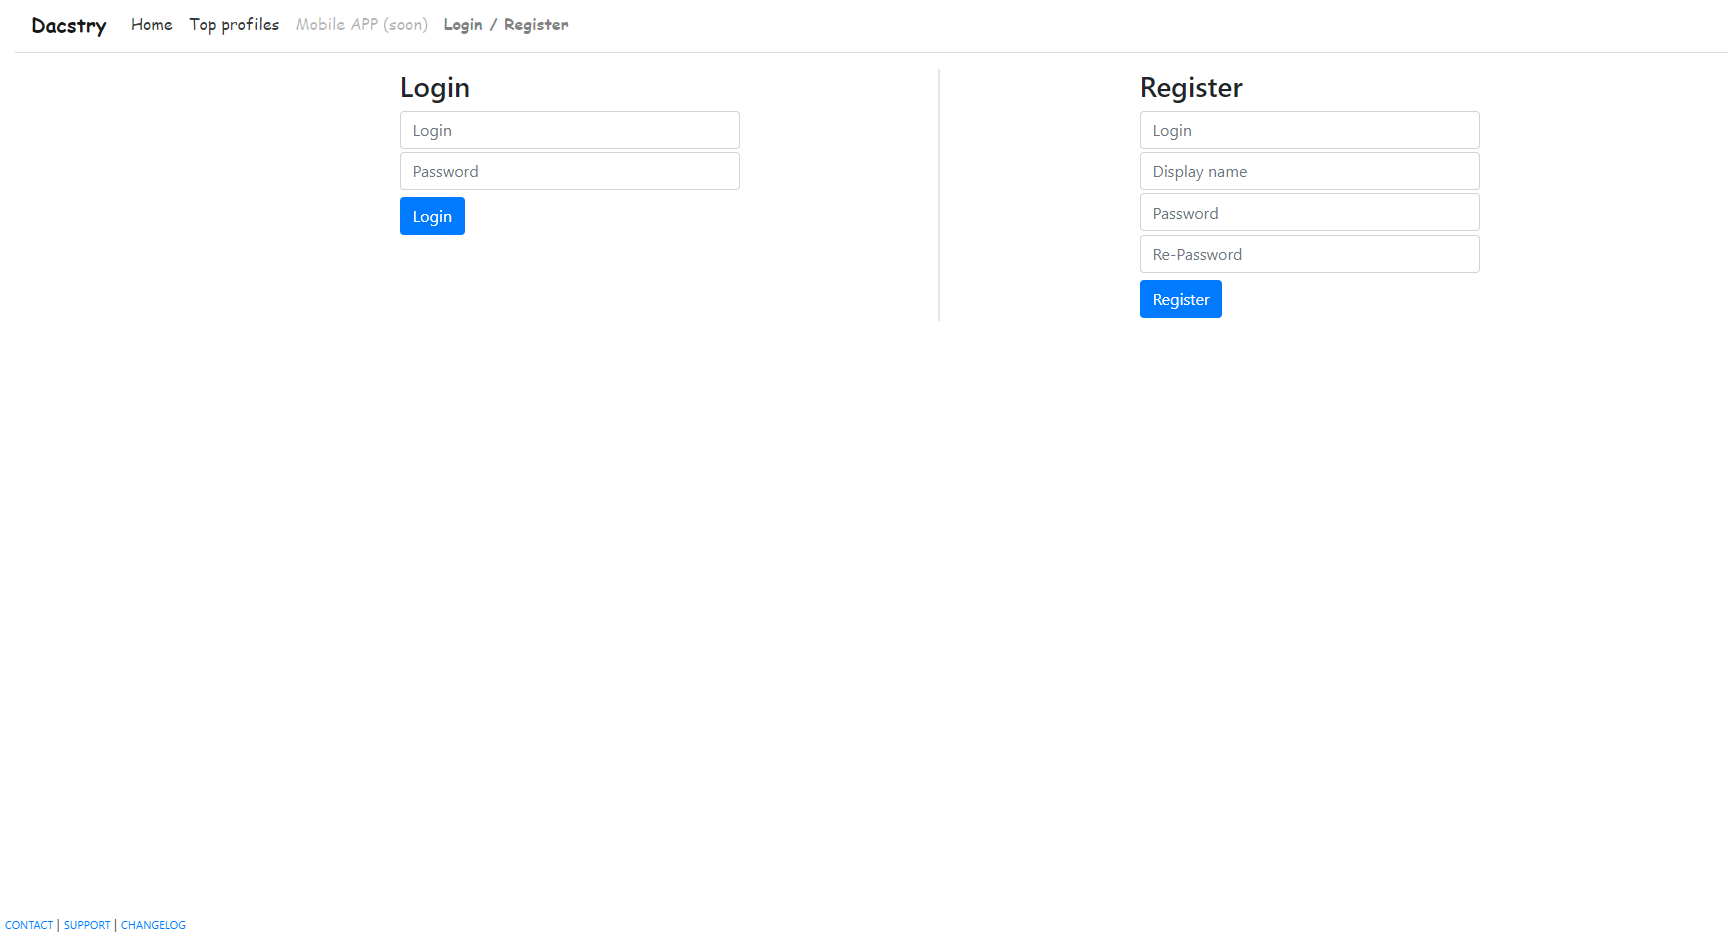 Dacstry Home Top profiles Mobile APP (soon) Login / Register
Login
Login
Password
Login
Register
Login
Display name
Password
Re-Password
Register
CONTACT | SUPPORT | CHANGELOG